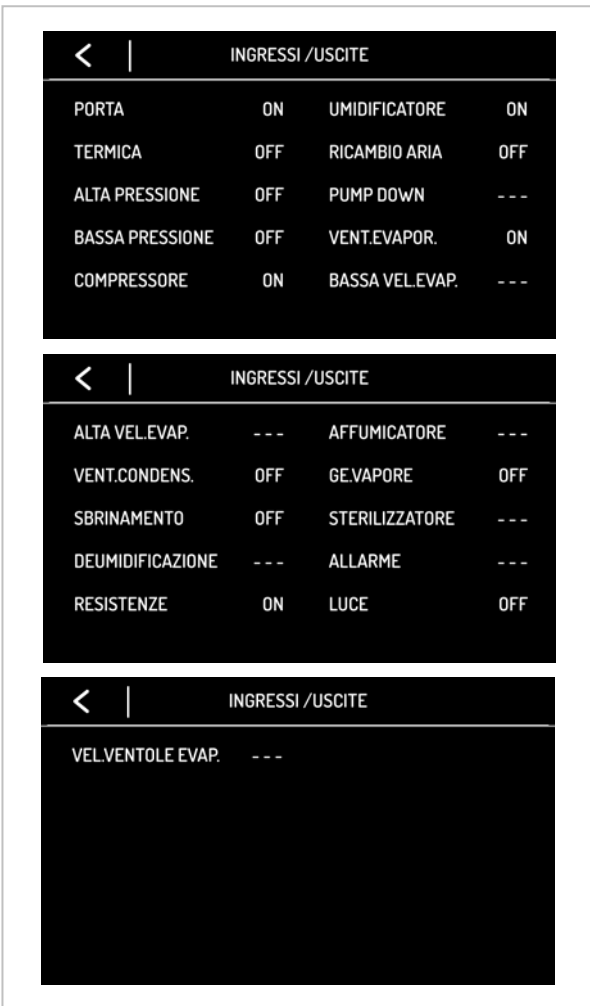 INGRESSI /USCITE
PORTA ON UMIDIFICATORE ON
TERMICA OFF RICAMBIO ARIA OFF
ALTA PRESSIONE OFF PUMP DOWN - - -
BASSA PRESSIONE OFF VENT.EVAPOR. ON
COMPRESSORE ON BASSA VEL.EVAP. - - -
INGRESSI /USCITE
ALTA VEL.EVAP. - - - AFFUMICATORE - - -
VENT.CONDENS. OFF GE.VAPORE OFF
SBRINAMENTO OFF STERILIZZATORE - - -
DEUMIDIFICAZIONE - - - ALLARME - - -
RESISTENZE ON LUCE OFF
INGRESSI /USCITE
VEL.VENTOLE EVAP. - - -